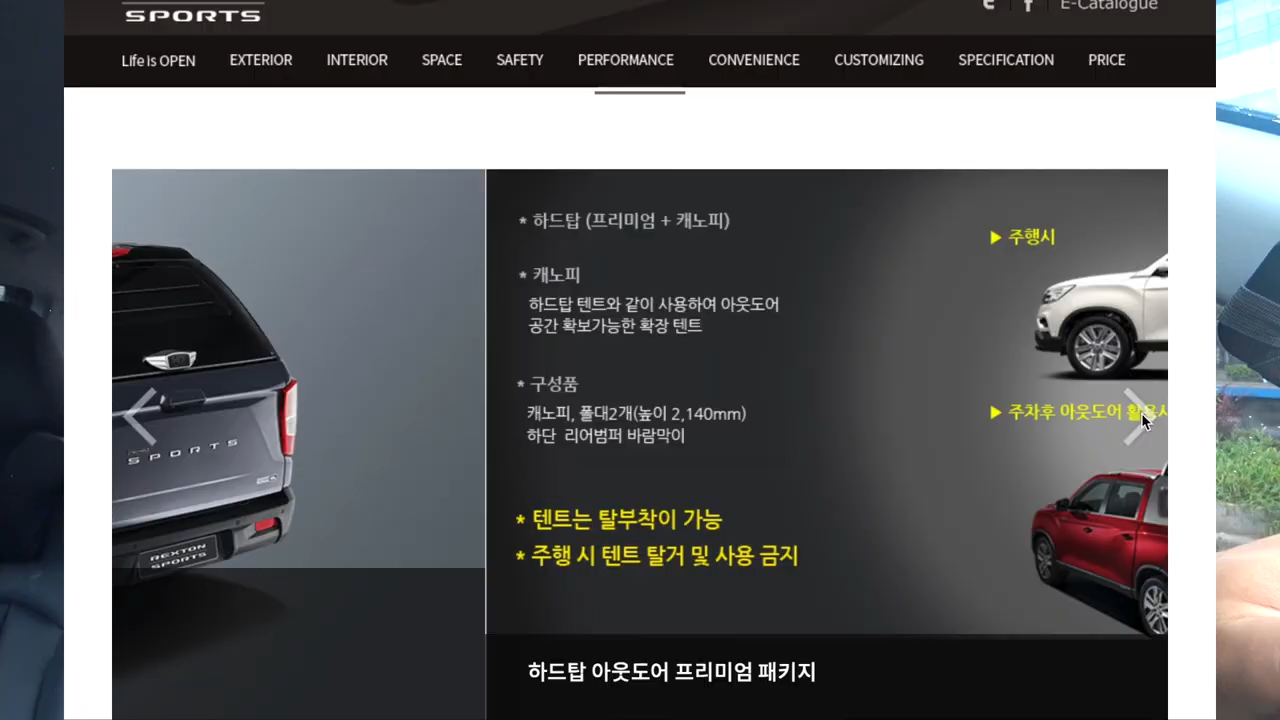 SPORTS
E-Catalogue
Life is OPEN EXTERIOR INTERIOR SPACE SAFETY PERFORMANCE CONVENIENCE CUSTOMIZING SPECIFICATION PRICE
* 하드탑 (프리미엄 + 캐노피)
▶ 주행시
* 캐노피
하드탑 텐트와 같이 사용하여 아웃도어
공간 확보가능한 확장 텐트
* 구성품
캐노피, 폴대2개(높이 2,140mm)
하단 리어범퍼 바람막이
▶ 주차후 아웃도어 활용시
* 텐트는 탈부착이 가능
* 주행 시 텐트 탈거 및 사용 금지
SPORTS
REXTON
SPORTS
하드탑 아웃도어 프리미엄 패키지